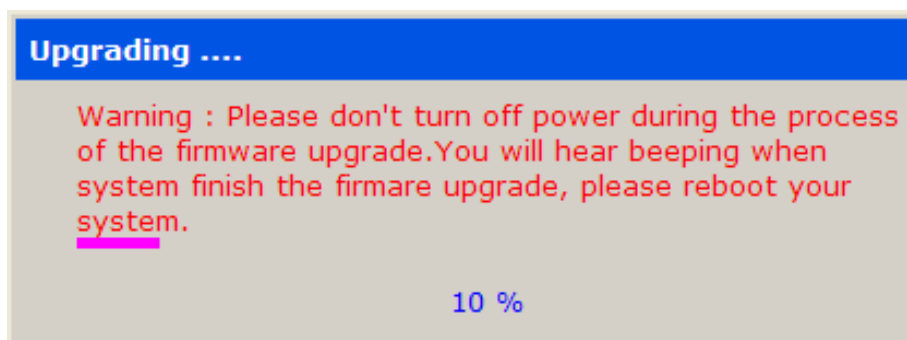 Upgrading ....
Warning : Please don't turn off power during the process
of the firmware upgrade.You will hear beeping when
system finish the firmare upgrade, please reboot your
system.
10 %